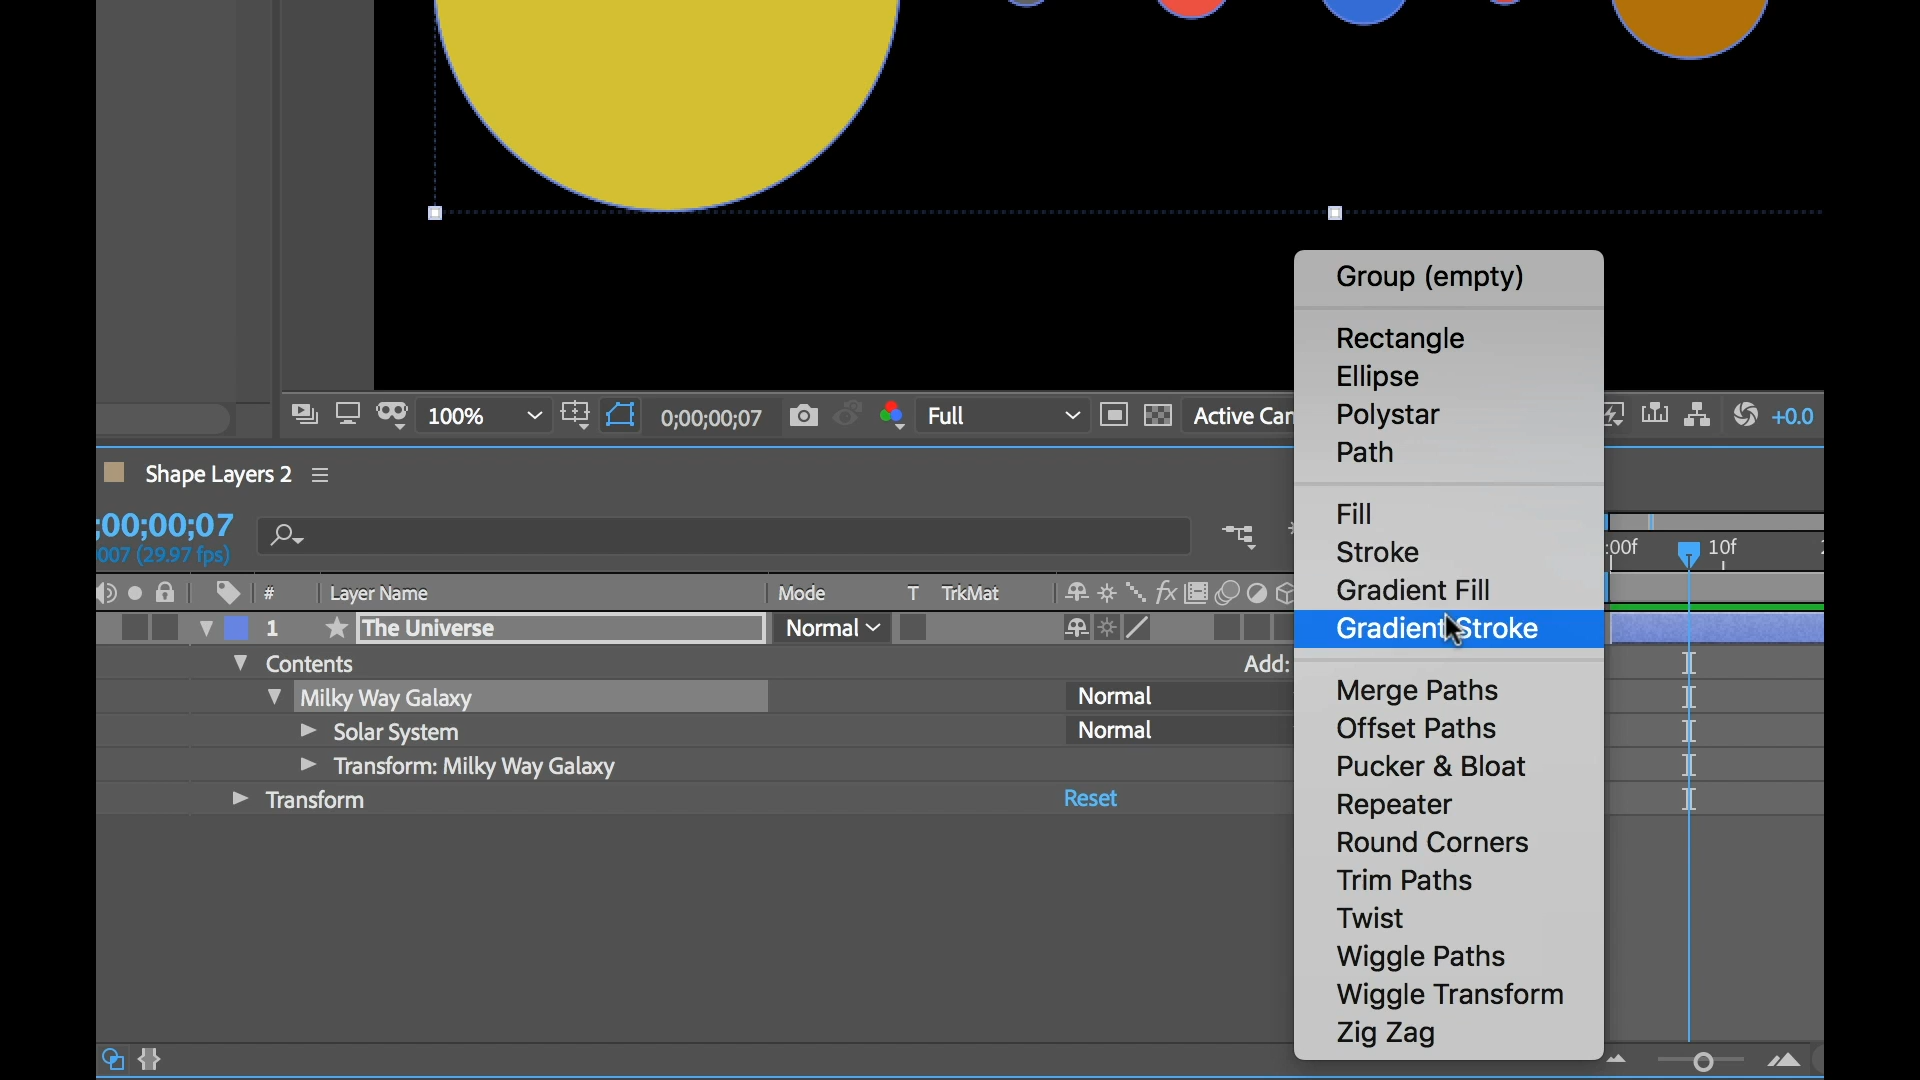 Group (empty)
Rectangle
Ellipse
Polystar
Path
Fill
Stroke
Gradient Fill
Gradient Stroke
Merge Paths
Offset Paths
Pucker & Bloat
Repeater
Round Corners
Trim Paths
Twist
Wiggle Paths
Wiggle Transform
Zig Zag
100% 0;00;00;07 Full Active Cam +0.0
Shape Layers 2
;00;00;07
007 (29.97 fps)
:00f 10f
# Layer Name Mode T TrkMat fx
1 The Universe Normal
Contents Add:
Milky Way Galaxy Normal
Solar System Normal
Transform: Milky Way Galaxy
Transform Reset